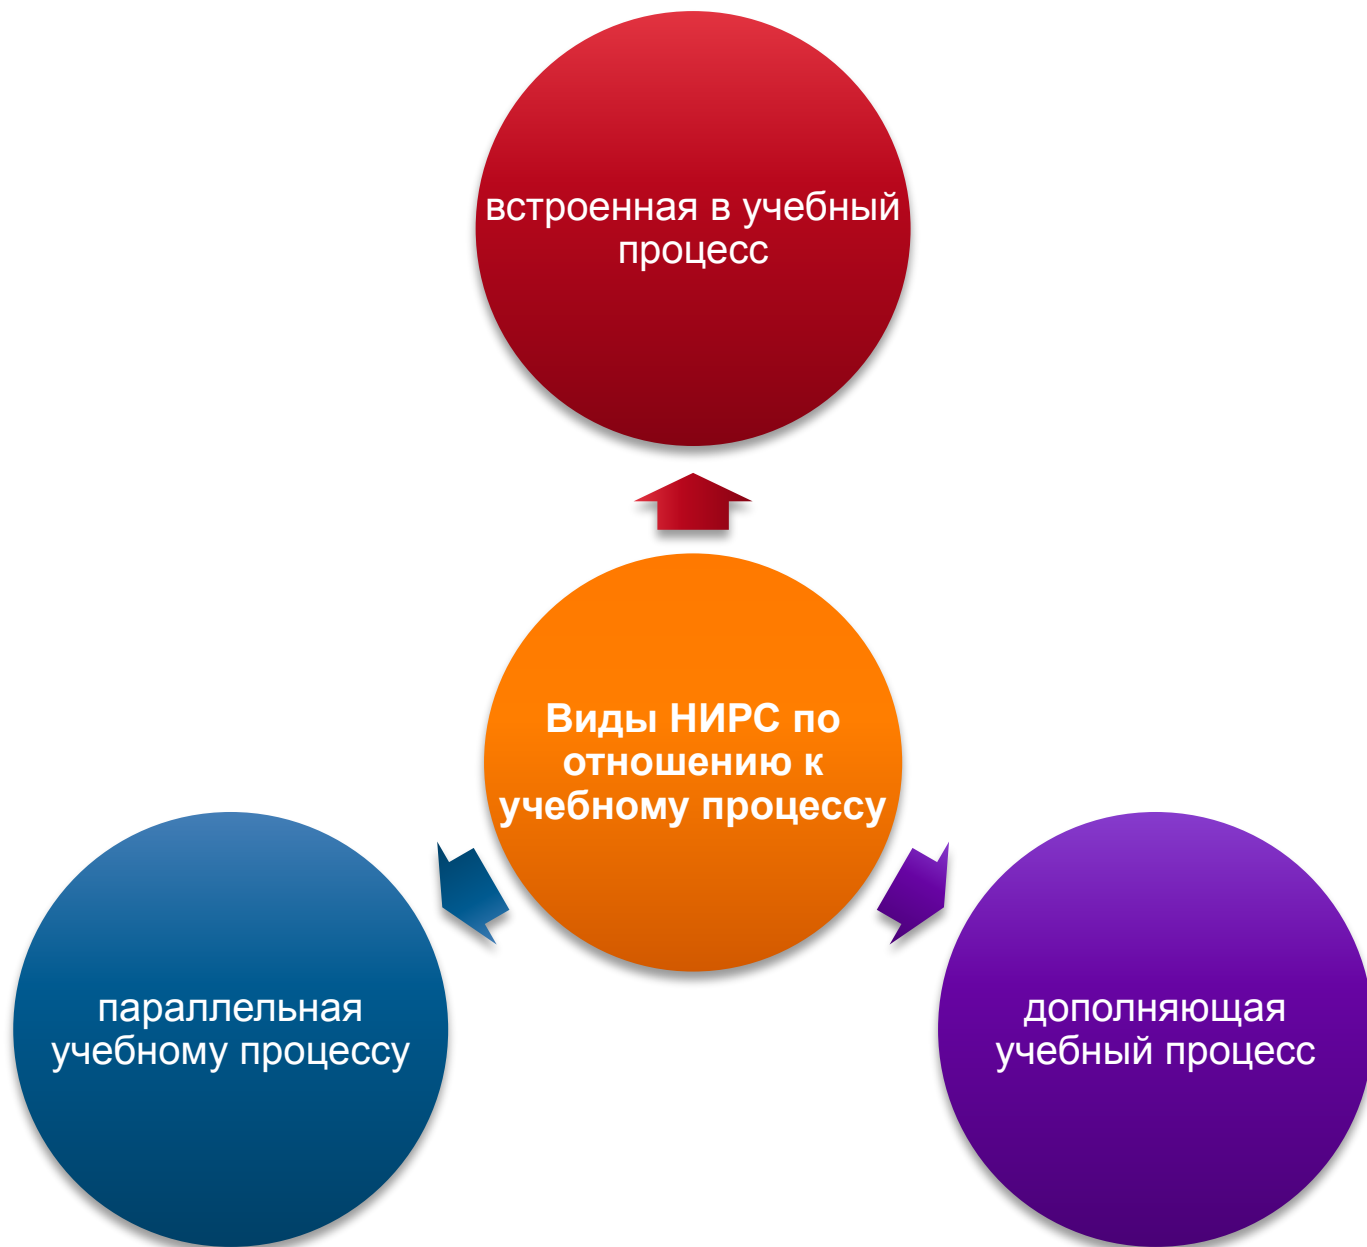 встроенная в учебный
процесс
Виды НИРС по
отношению к
учебному процессу
параллельная
учебному процессу
дополняющая
учебный процесс